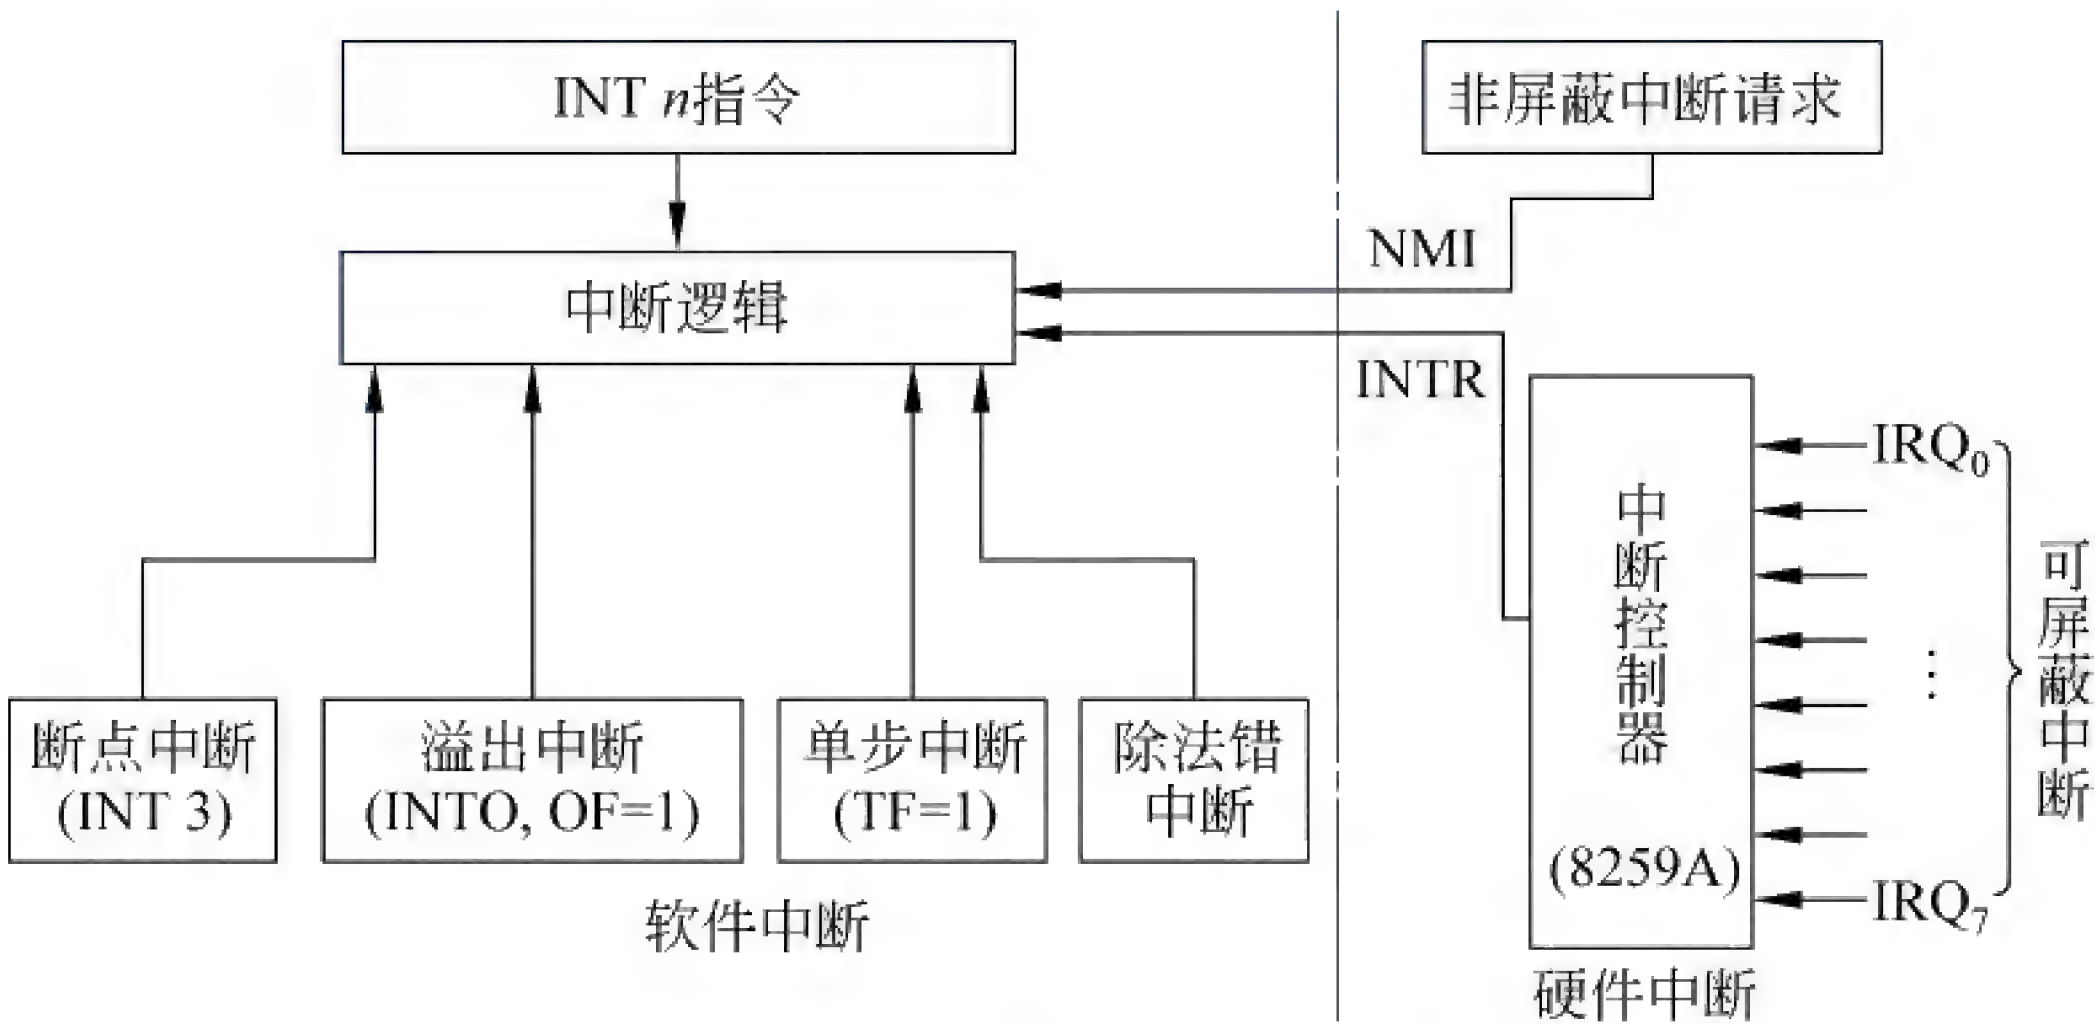 INT n指令
非屏蔽中断请求
NMI
中断逻辑
INTR
IRQ₀
中断控制器
(8259A)
⋮
IRQ₇
可屏蔽中断
断点中断
(INT 3)
溢出中断
(INTO, OF=1)
单步中断
(TF=1)
除法错
中断
软件中断
硬件中断